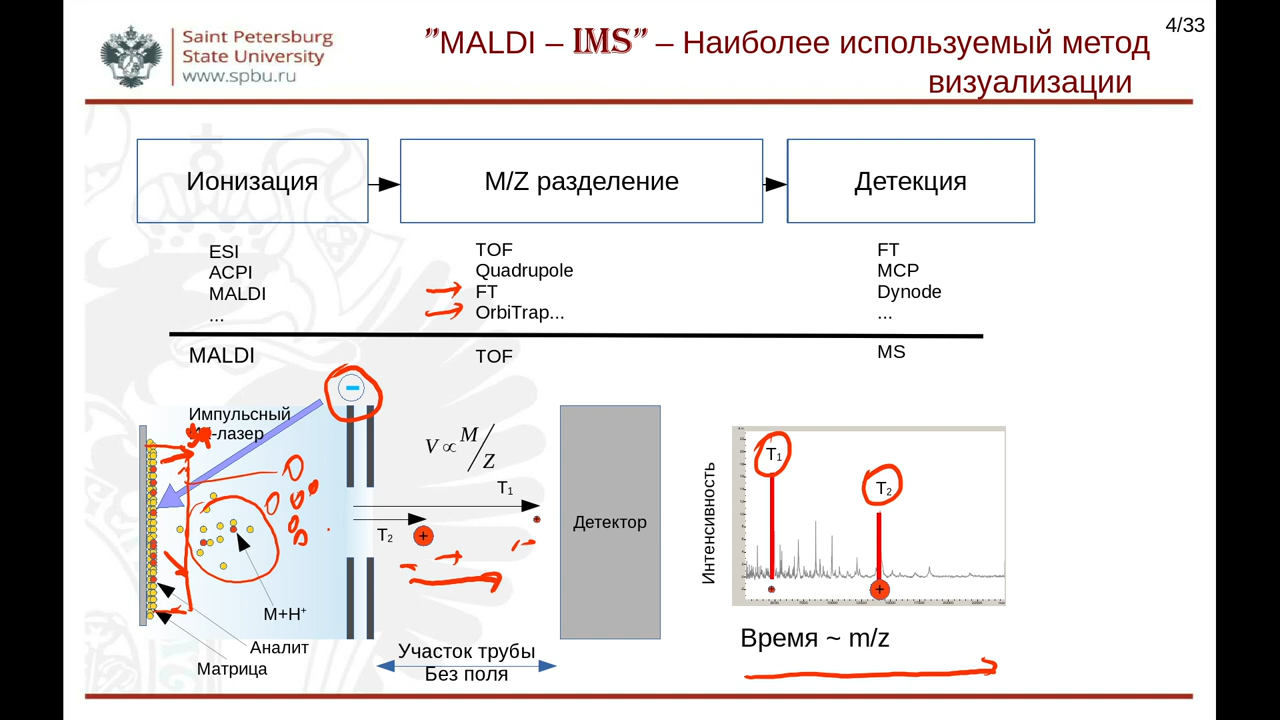 4/33
Saint Petersburg
State University
www.spbu.ru
"MALDI – IMS" – Наиболее используемый метод
визуализации
Ионизация
M/Z разделение
Детекция
ESI
ACPI
MALDI
...
TOF
Quadrupole
FT
OrbiTrap...
FT
MCP
Dynode
...
MALDI
TOF
MS
Импульсный
-лазер
V ∝ M/Z
T1
T2
+
+
Детектор
M+H+
Аналит
Матрица
Участок трубы
Без поля
Интенсивность
T1
T2
+
+
Время ~ m/z